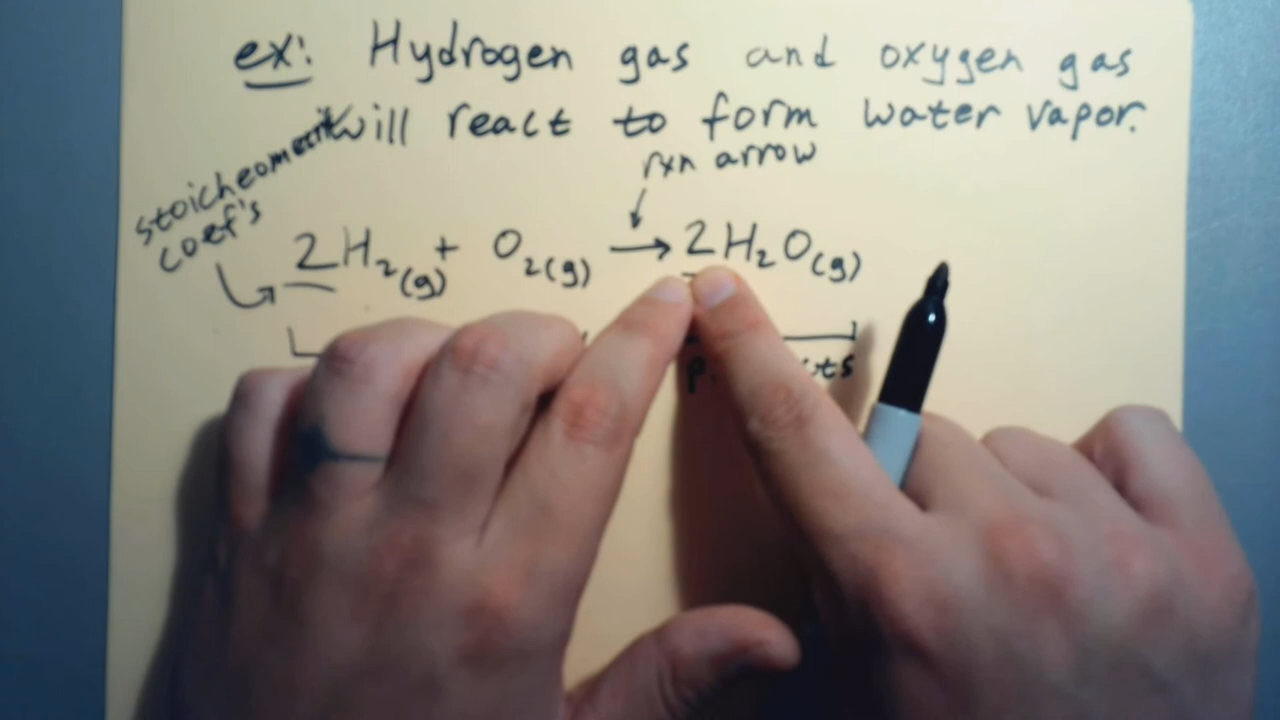 ex: Hydrogen gas and oxygen gas
will react to form water vapor.
rxn arrow
stoicheometric
coef's
2H₂(g) + O₂(g) → 2H₂O(g)